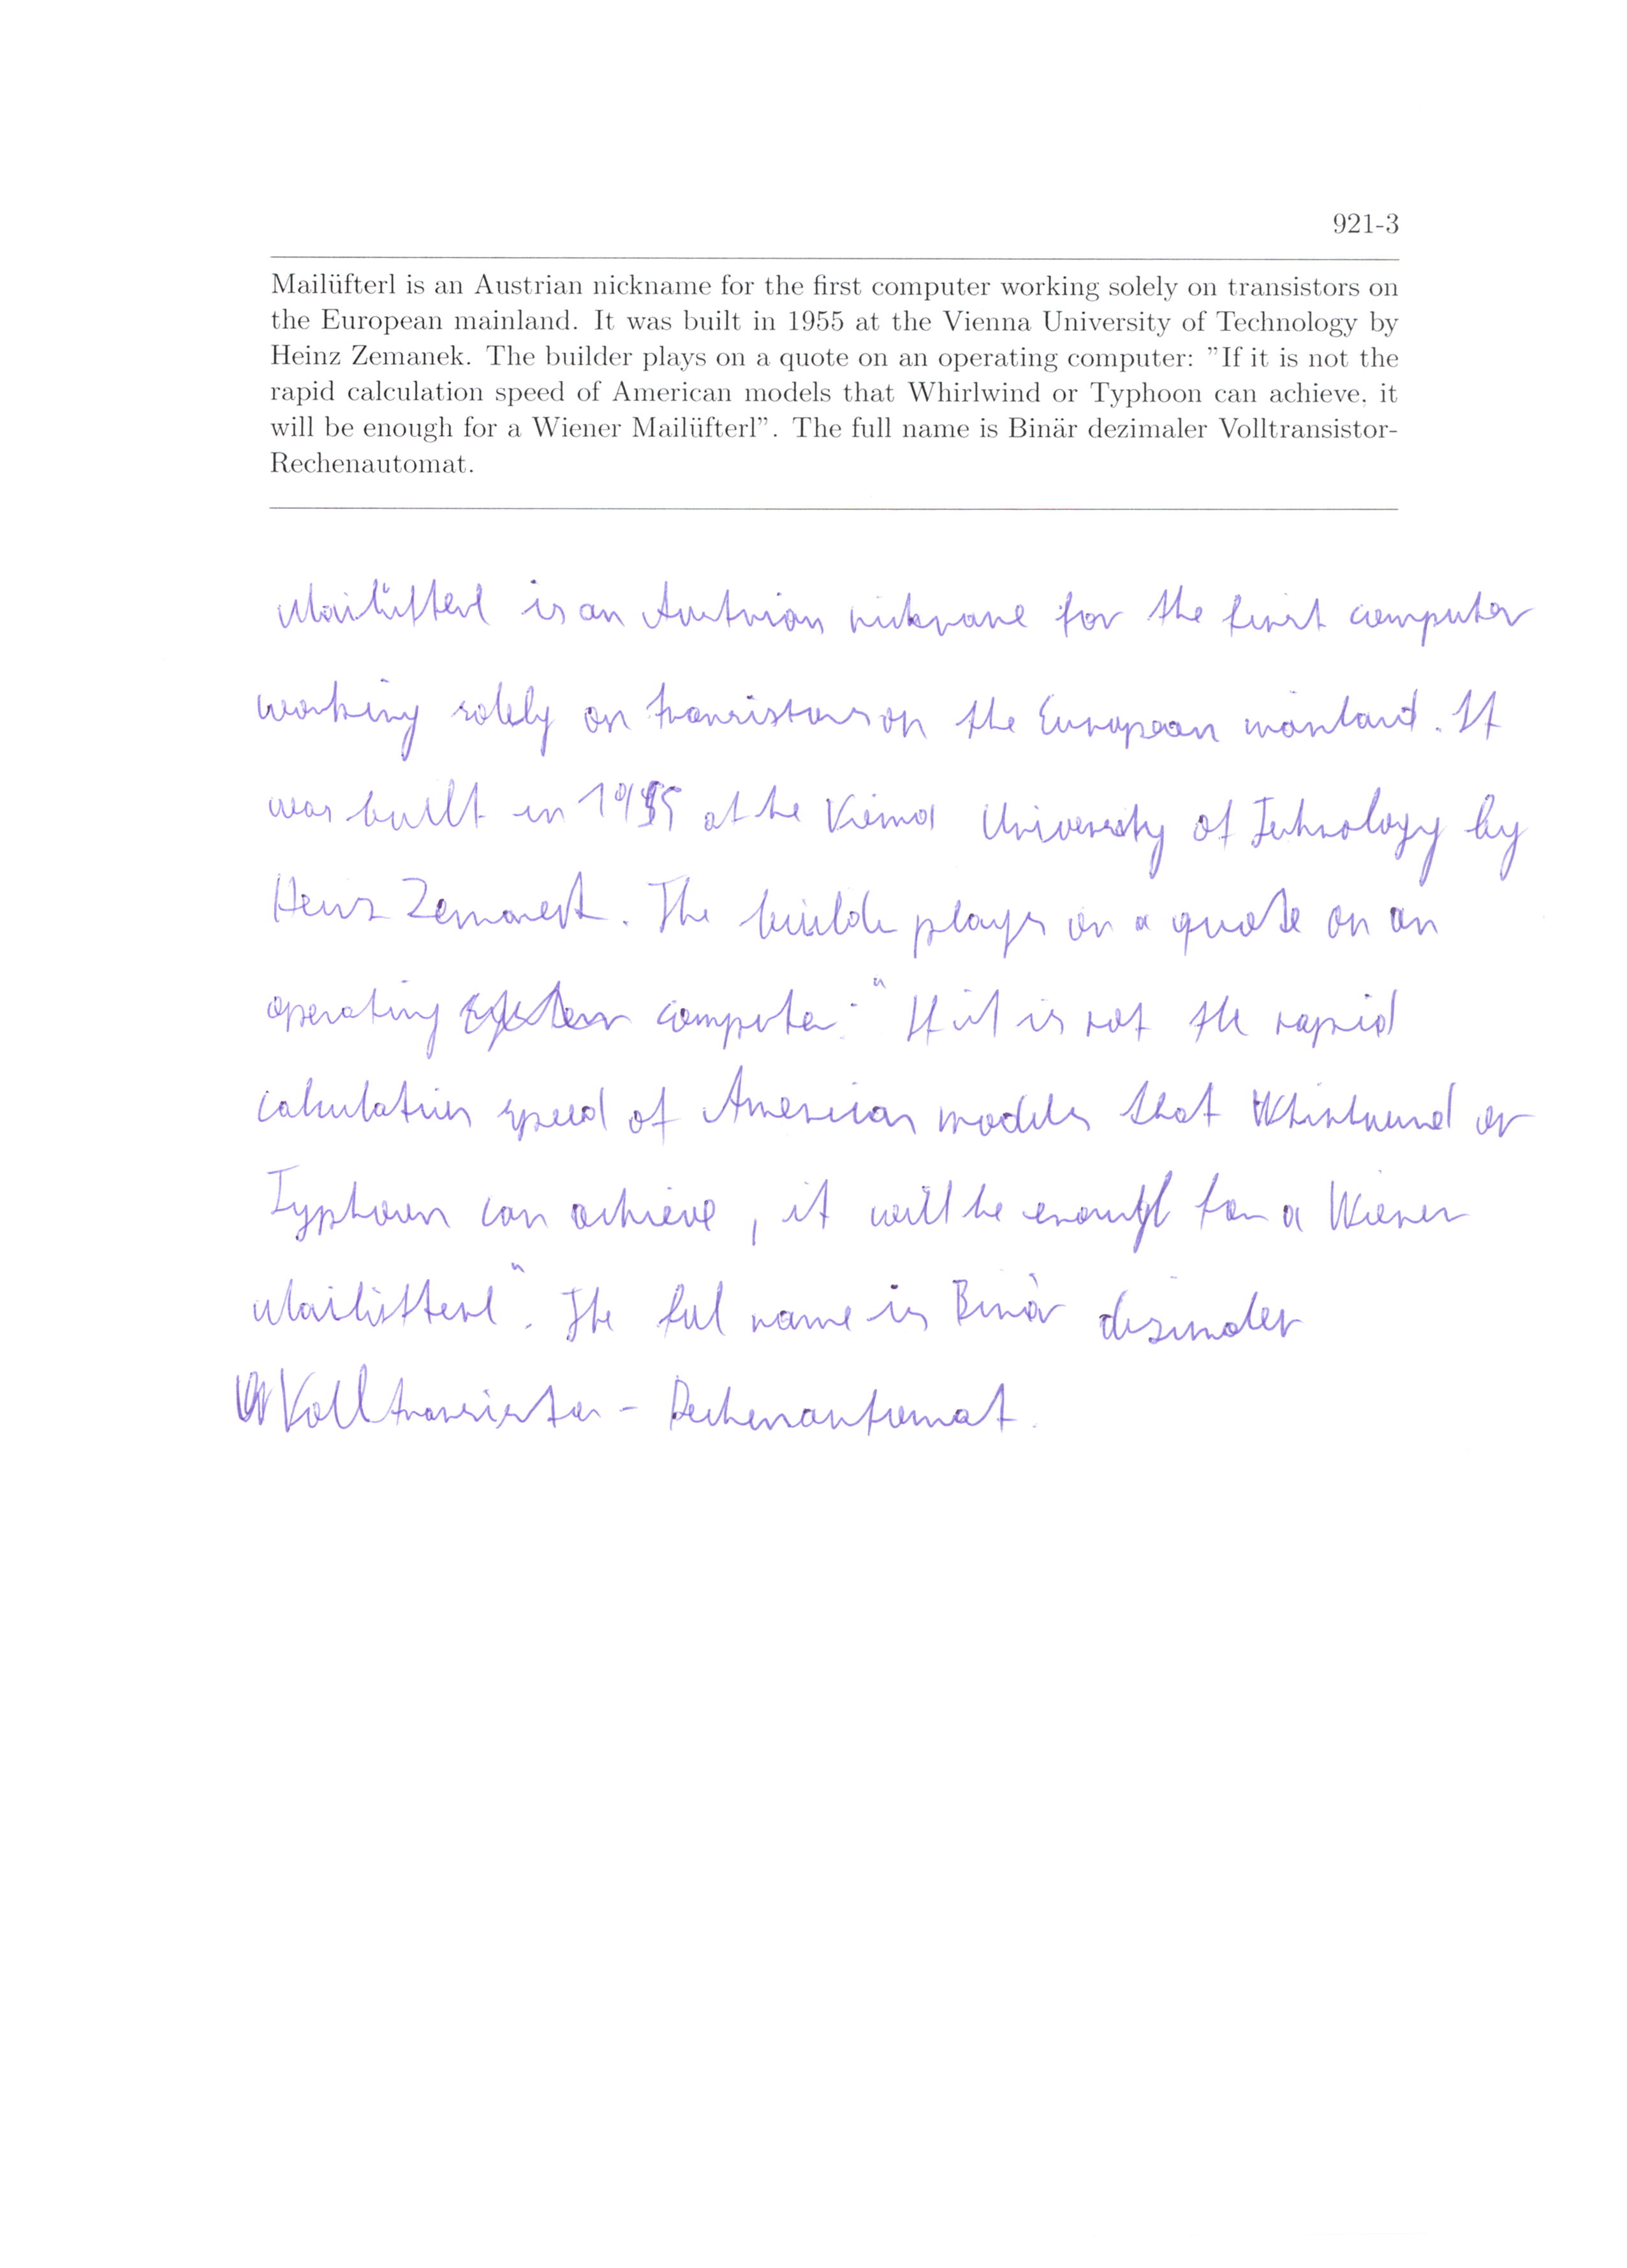 921-3
Mailüfterl is an Austrian nickname for the first computer working solely on transistors on
the European mainland. It was built in 1955 at the Vienna University of Technology by
Heinz Zemanek. The builder plays on a quote on an operating computer: ”If it is not the
rapid calculation speed of American models that Whirlwind or Typhoon can achieve, it
will be enough for a Wiener Mailüfterl”. The full name is Binär dezimaler Volltransistor-
Rechenautomat.
Mailüfterl is an Austrian nickname for the first computer
working solely on transistors on the European mainland. It
was built in 1955 at the Vienna University of Technology by
Heinz Zemanek. The builde plays on a quote on an
operating computer: " If it is not the rapid
calculation speed of American models that Whirlwind or
Typhoon can achieve, it will be enough for a Wiener
Mailüfterl". The ful name is Binär dezimaler
Volltransistor - Rechenautomat.